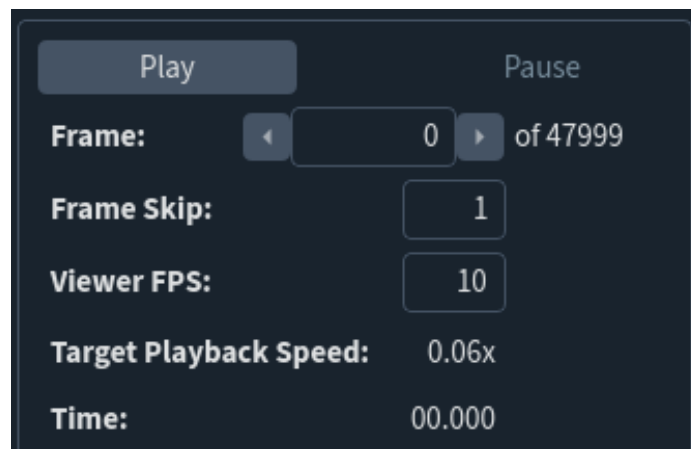 Play Pause
Frame: 0 of 47999
Frame Skip: 1
Viewer FPS: 10
Target Playback Speed: 0.06x
Time: 00.000